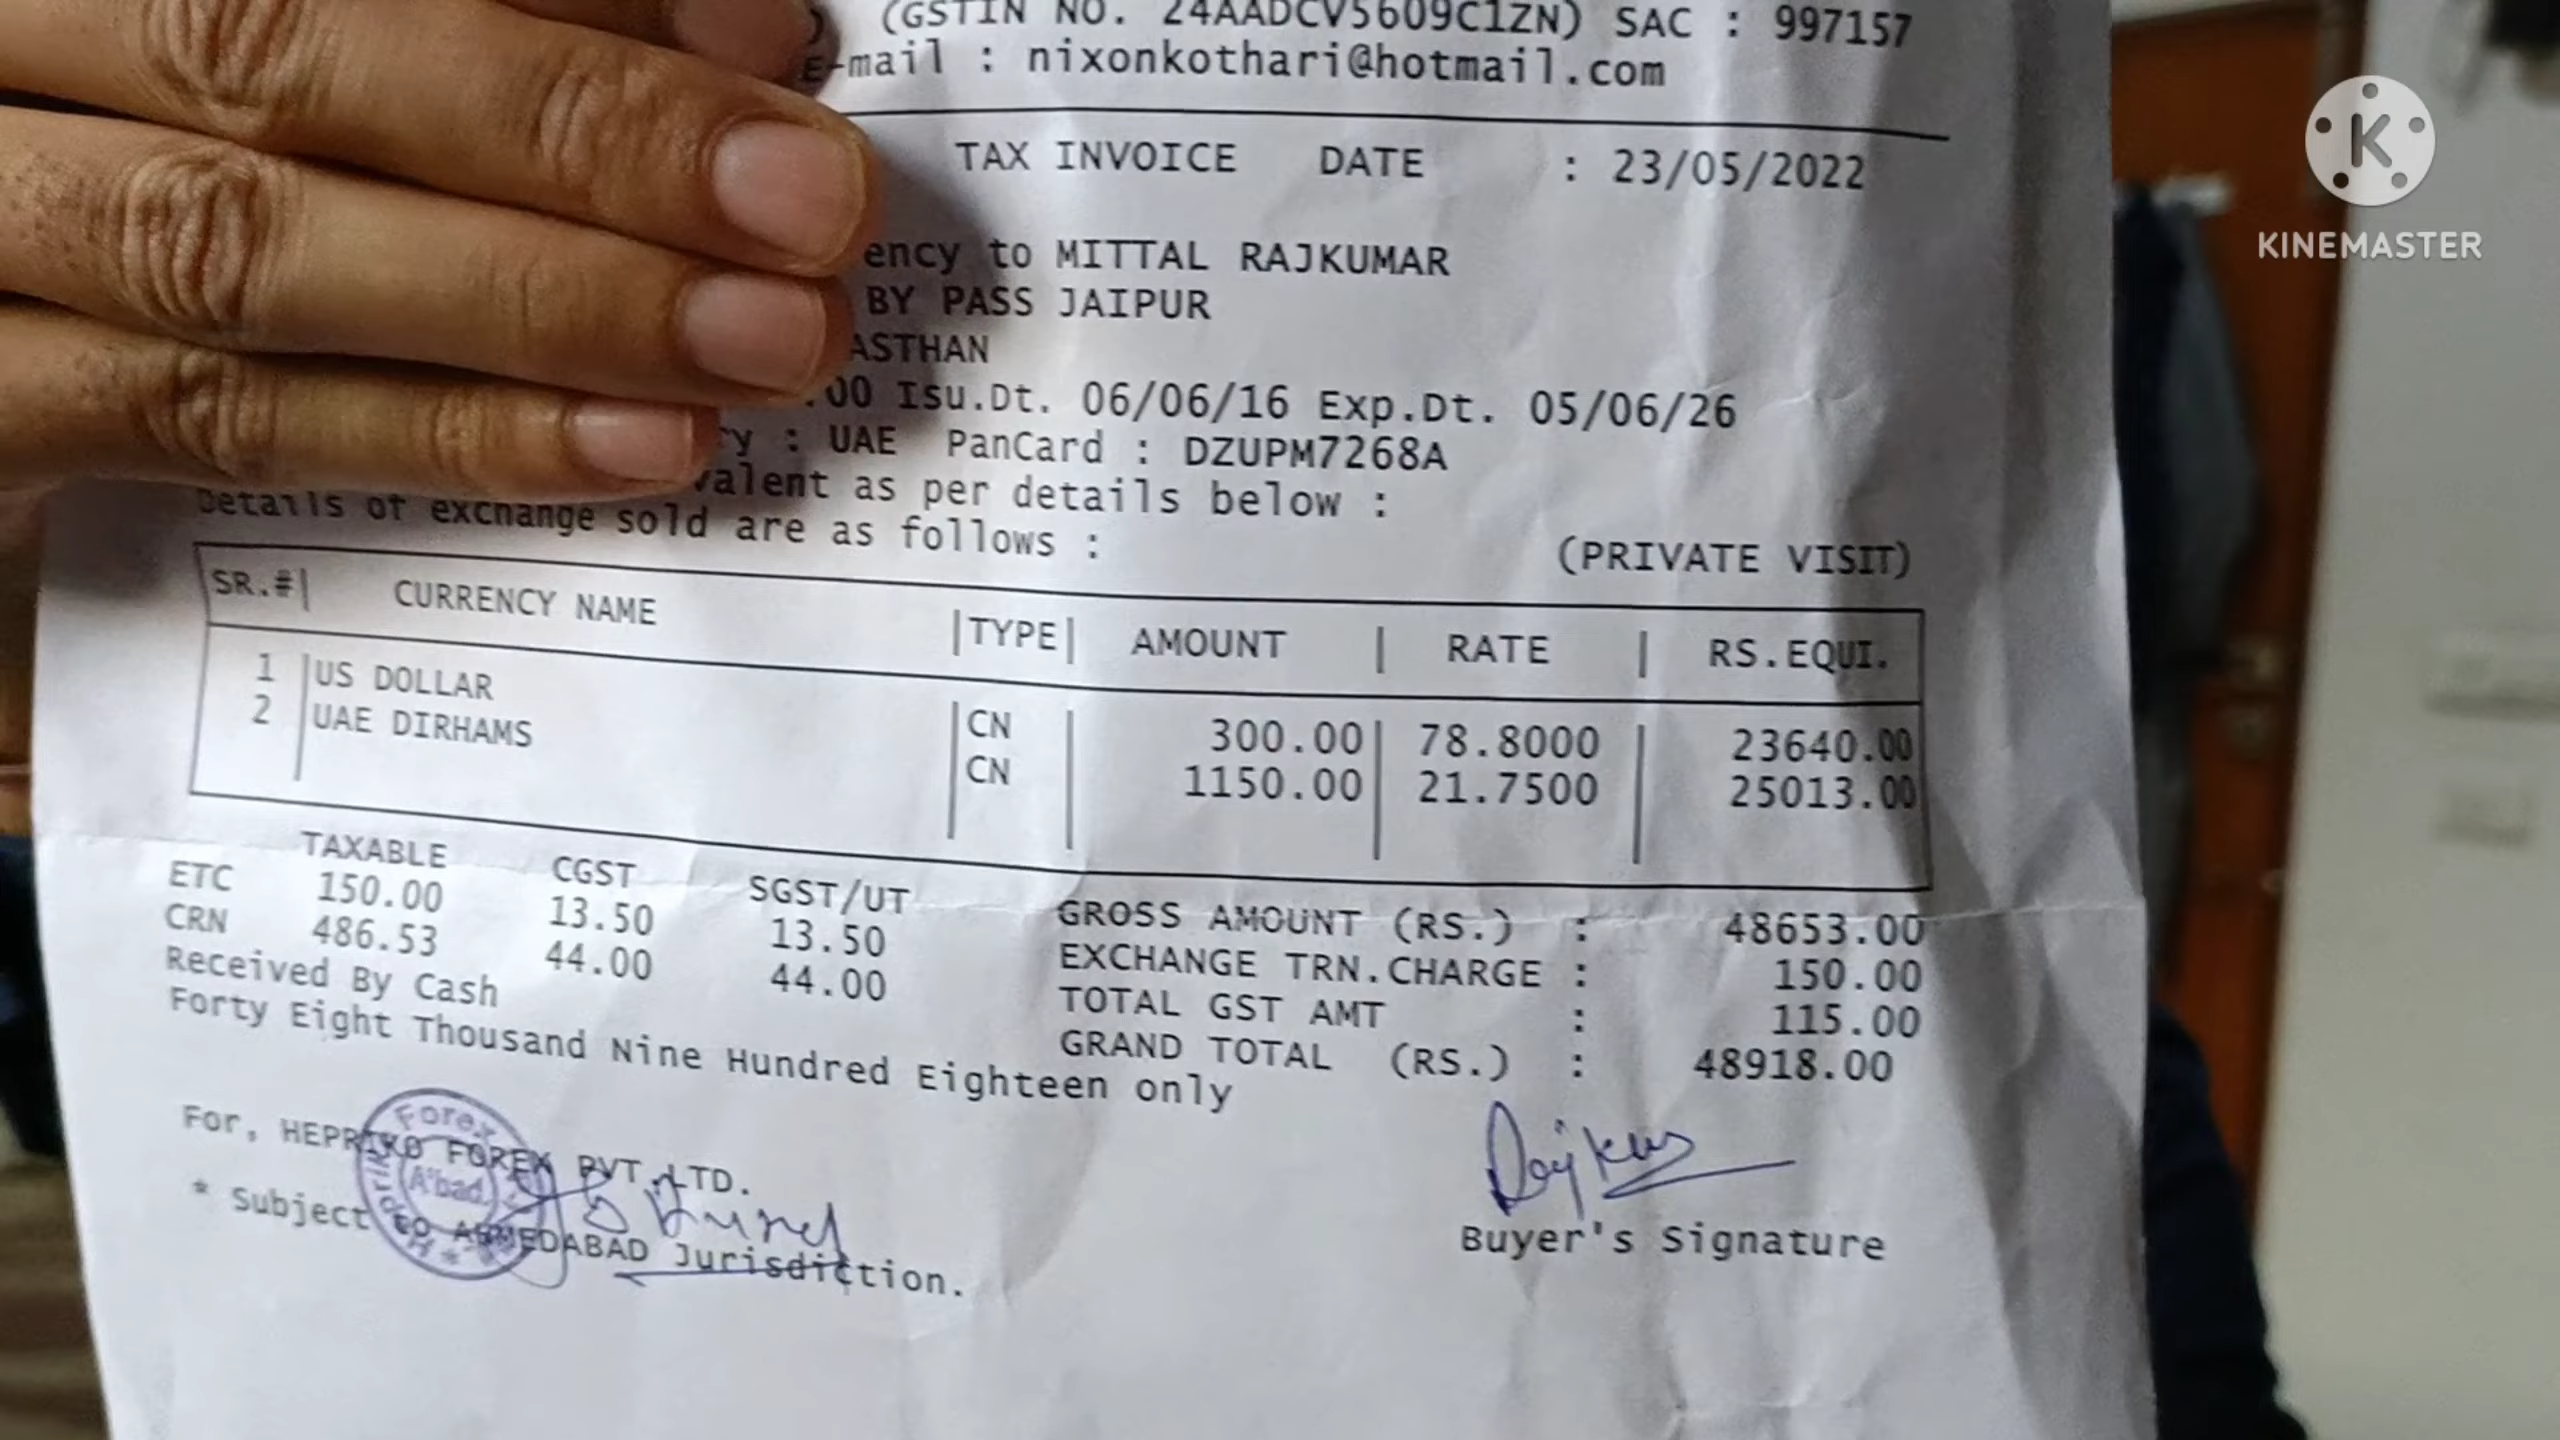 (GSTIN NO. 24AADCV5609C1ZN) SAC : 997157
E-mail : nixonkothari@hotmail.com
TAX INVOICE DATE : 23/05/2022
KINEMASTER
ency to MITTAL RAJKUMAR
BY PASS JAIPUR
ASTHAN
00 Isu.Dt. 06/06/16 Exp.Dt. 05/06/26
ry : UAE PanCard : DZUPM7268A
valent as per details below :
Details of exchange sold are as follows :
(PRIVATE VISIT)
SR.#| CURRENCY NAME |TYPE| AMOUNT | RATE | RS.EQUI.
1 |US DOLLAR |CN | 300.00| 78.8000 | 23640.00
2 |UAE DIRHAMS |CN | 1150.00| 21.7500 | 25013.00
TAXABLE CGST SGST/UT
ETC 150.00 13.50 13.50
CRN 486.53 44.00 44.00
Received By Cash
Forty Eight Thousand Nine Hundred Eighteen only
GROSS AMOUNT (RS.) : 48653.00
EXCHANGE TRN.CHARGE : 150.00
TOTAL GST AMT : 115.00
GRAND TOTAL (RS.) : 48918.00
For, HEPRIKO FOREX PVT.LTD.
Forex
A'bad.
* Subject to AHMEDABAD Jurisdiction.
Buyer's Signature